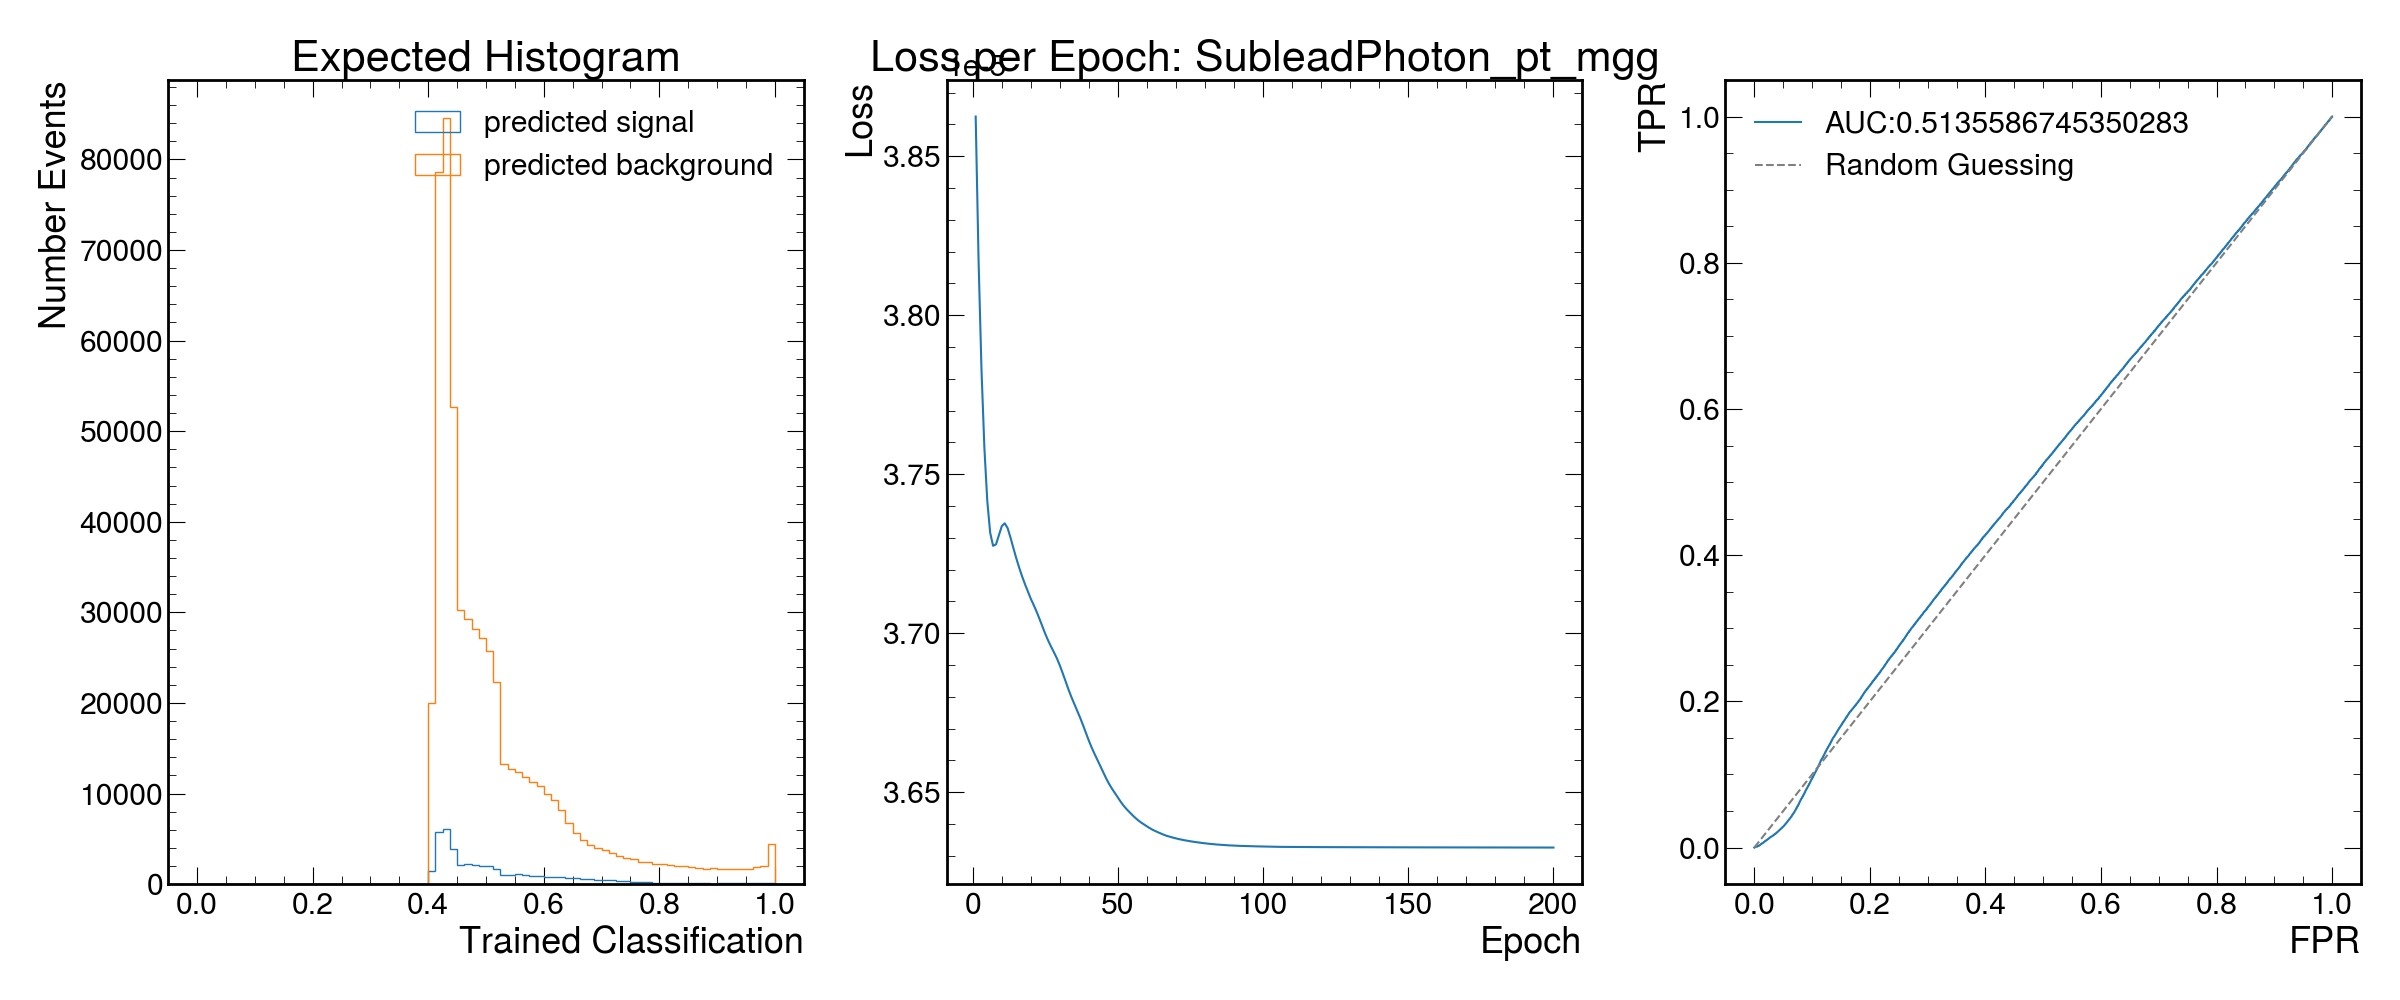 Expected Histogram
Number Events
predicted signal
predicted background
80000
70000
60000
50000
40000
30000
20000
10000
0
0.0 0.2 0.4 0.6 0.8 1.0
Trained Classification
Loss per Epoch: SubleadPhoton_pt_mgg
1e-5
Loss
3.85
3.80
3.75
3.70
3.65
0 50 100 150 200
Epoch
TPR
AUC:0.5135586745350283
Random Guessing
1.0
0.8
0.6
0.4
0.2
0.0
0.0 0.2 0.4 0.6 0.8 1.0
FPR